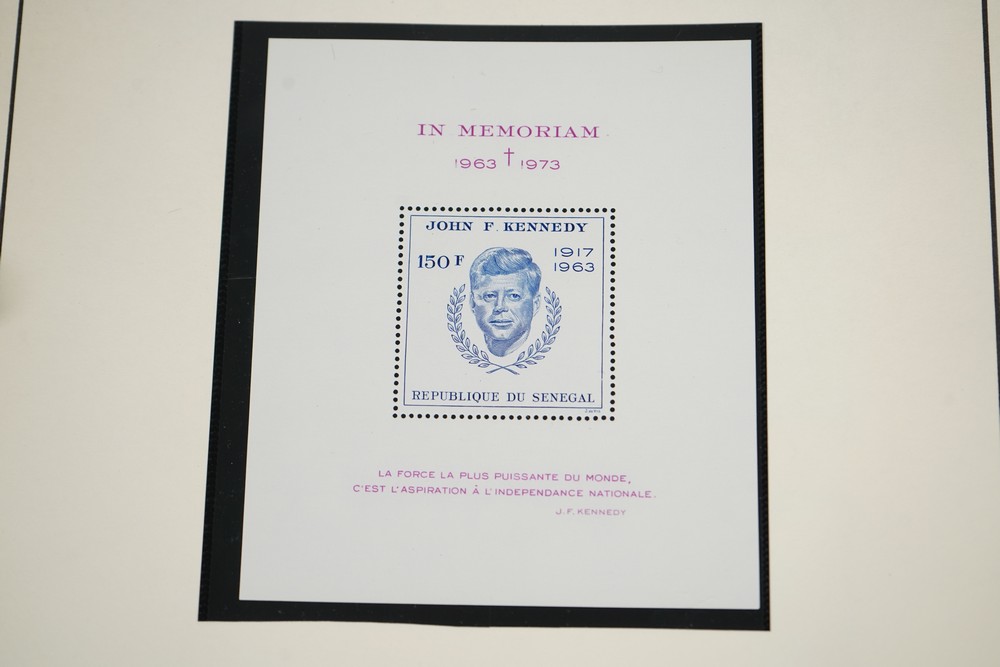 IN MEMORIAM
1963 † 1973
JOHN F. KENNEDY
150 F
1917
1963
REPUBLIQUE DU SENEGAL
LA FORCE LA PLUS PUISSANTE DU MONDE,
C'EST L'ASPIRATION À L'INDEPENDANCE NATIONALE.
J.F. KENNEDY